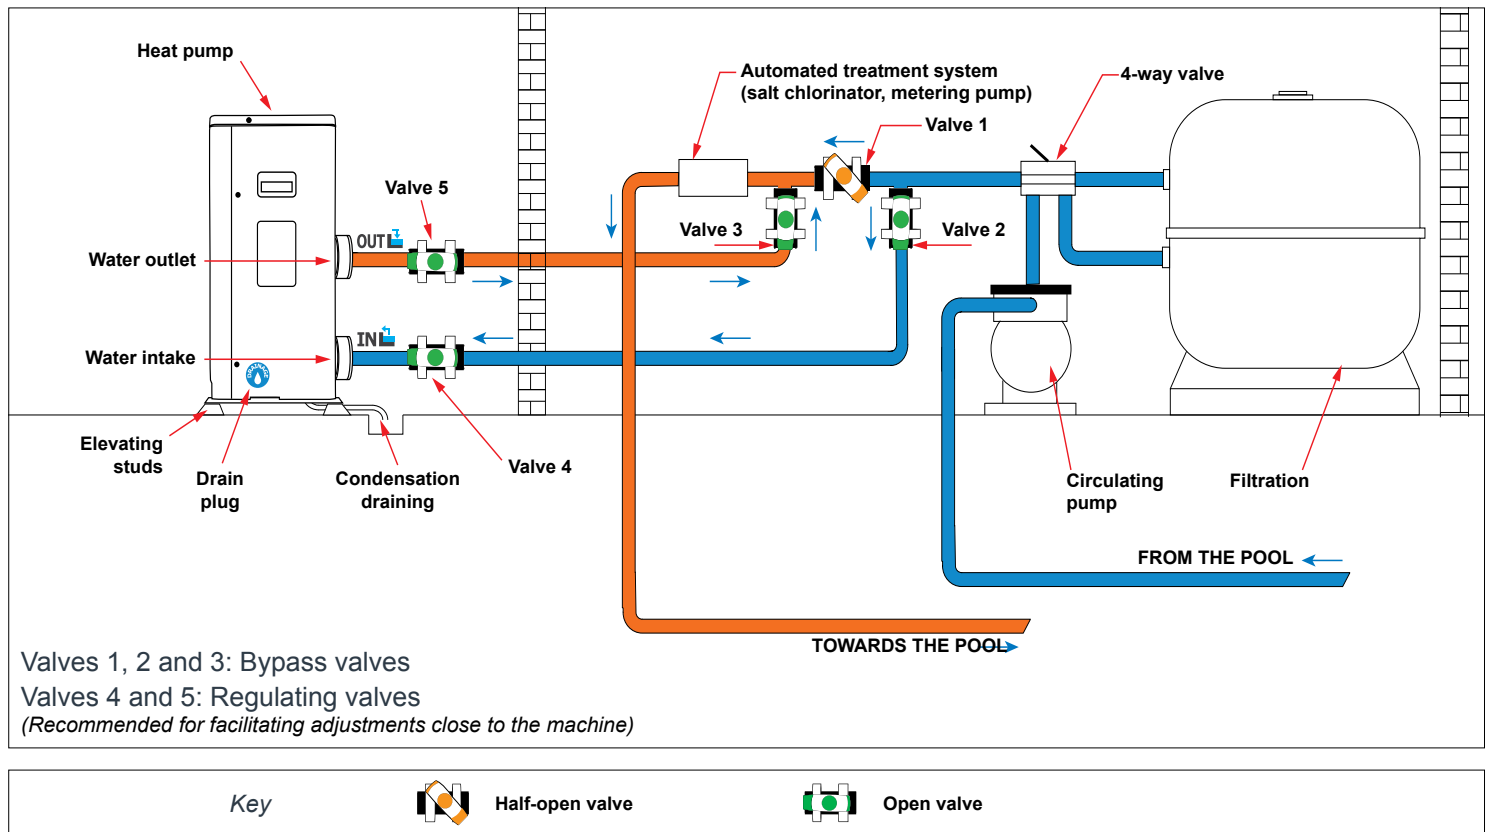 Heat pump
Automated treatment system
(salt chlorinator, metering pump)
4-way valve
Valve 1
Valve 5
Valve 3
Valve 2
OUT
Water outlet
IN
Water intake
Elevating
studs
Drain
plug
Condensation
draining
Valve 4
Circulating
pump
Filtration
FROM THE POOL
TOWARDS THE POOL
Valves 1, 2 and 3: Bypass valves
Valves 4 and 5: Regulating valves
(Recommended for facilitating adjustments close to the machine)
Key
Half-open valve
Open valve